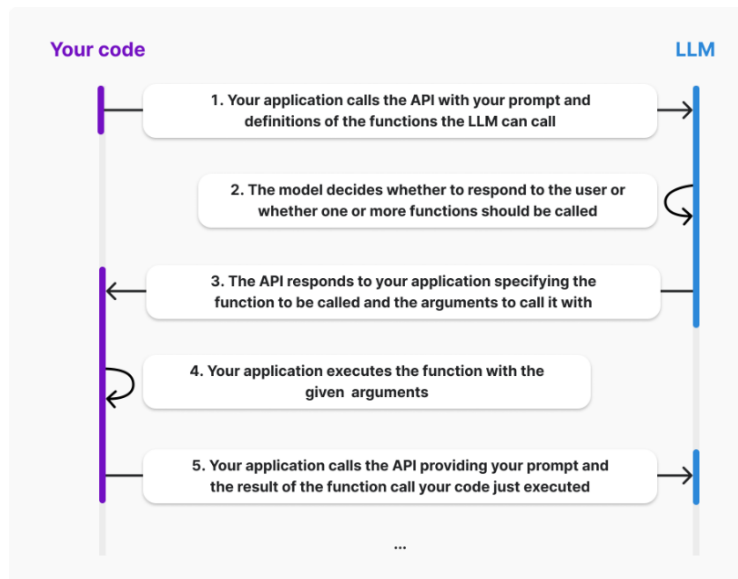 Your code
LLM
1. Your application calls the API with your prompt and
definitions of the functions the LLM can call
2. The model decides whether to respond to the user or
whether one or more functions should be called
3. The API responds to your application specifying the
function to be called and the arguments to call it with
4. Your application executes the function with the
given arguments
5. Your application calls the API providing your prompt and
the result of the function call your code just executed
...